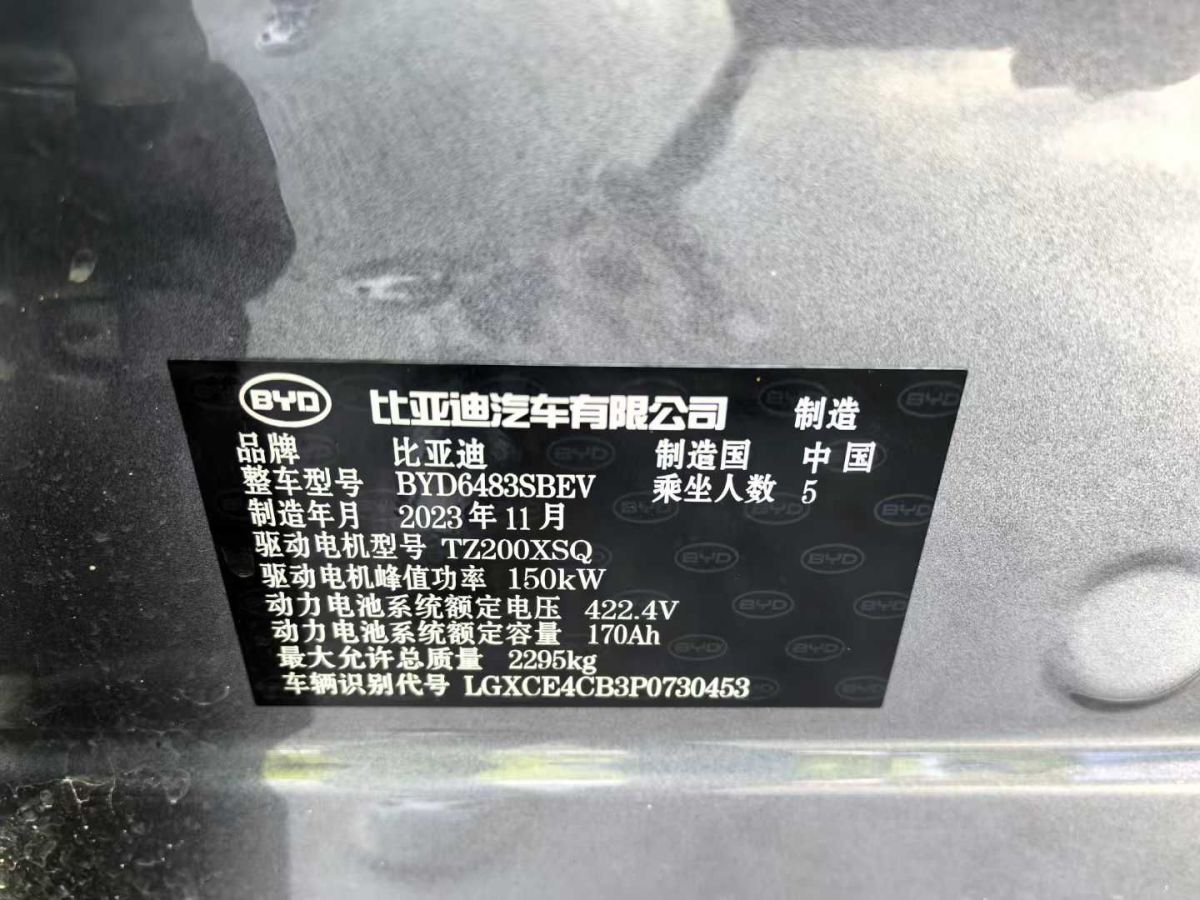 BYD 比亚迪汽车有限公司 制造
品牌 比亚迪 制造国 中国
整车型号 BYD6483SBEV 乘坐人数 5
制造年月 2023年11月
驱动电机型号 TZ200XSQ
驱动电机峰值功率 150kW
动力电池系统额定电压 422.4V
动力电池系统额定容量 170Ah
最大允许总质量 2295kg
车辆识别代号 LGXCE4CB3P0730453